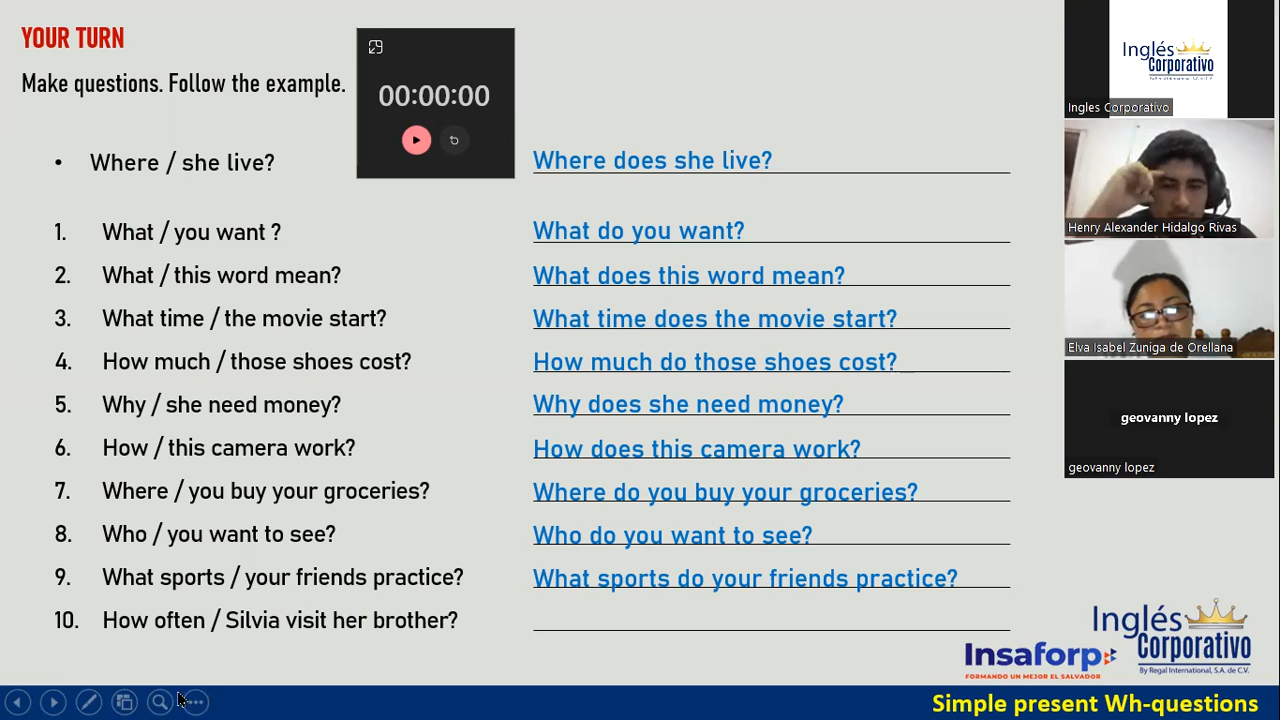 YOUR TURN
Make questions. Follow the example.
00:00:00
• Where / she live? Where does she live?
1. What / you want ? What do you want?
2. What / this word mean? What does this word mean?
3. What time / the movie start? What time does the movie start?
4. How much / those shoes cost? How much do those shoes cost?
5. Why / she need money? Why does she need money?
6. How / this camera work? How does this camera work?
7. Where / you buy your groceries? Where do you buy your groceries?
8. Who / you want to see? Who do you want to see?
9. What sports / your friends practice? What sports do your friends practice?
10. How often / Silvia visit her brother?
Inglés
Corporativo
Ingles Corporativo
Henry Alexander Hidalgo Rivas
Elva Isabel Zuniga de Orellana
geovanny lopez
geovanny lopez
Insaforp
FORMANDO UN MEJOR EL SALVADOR
Inglés
Corporativo
By Regal International, S.A. de C.V.
Simple present Wh-questions